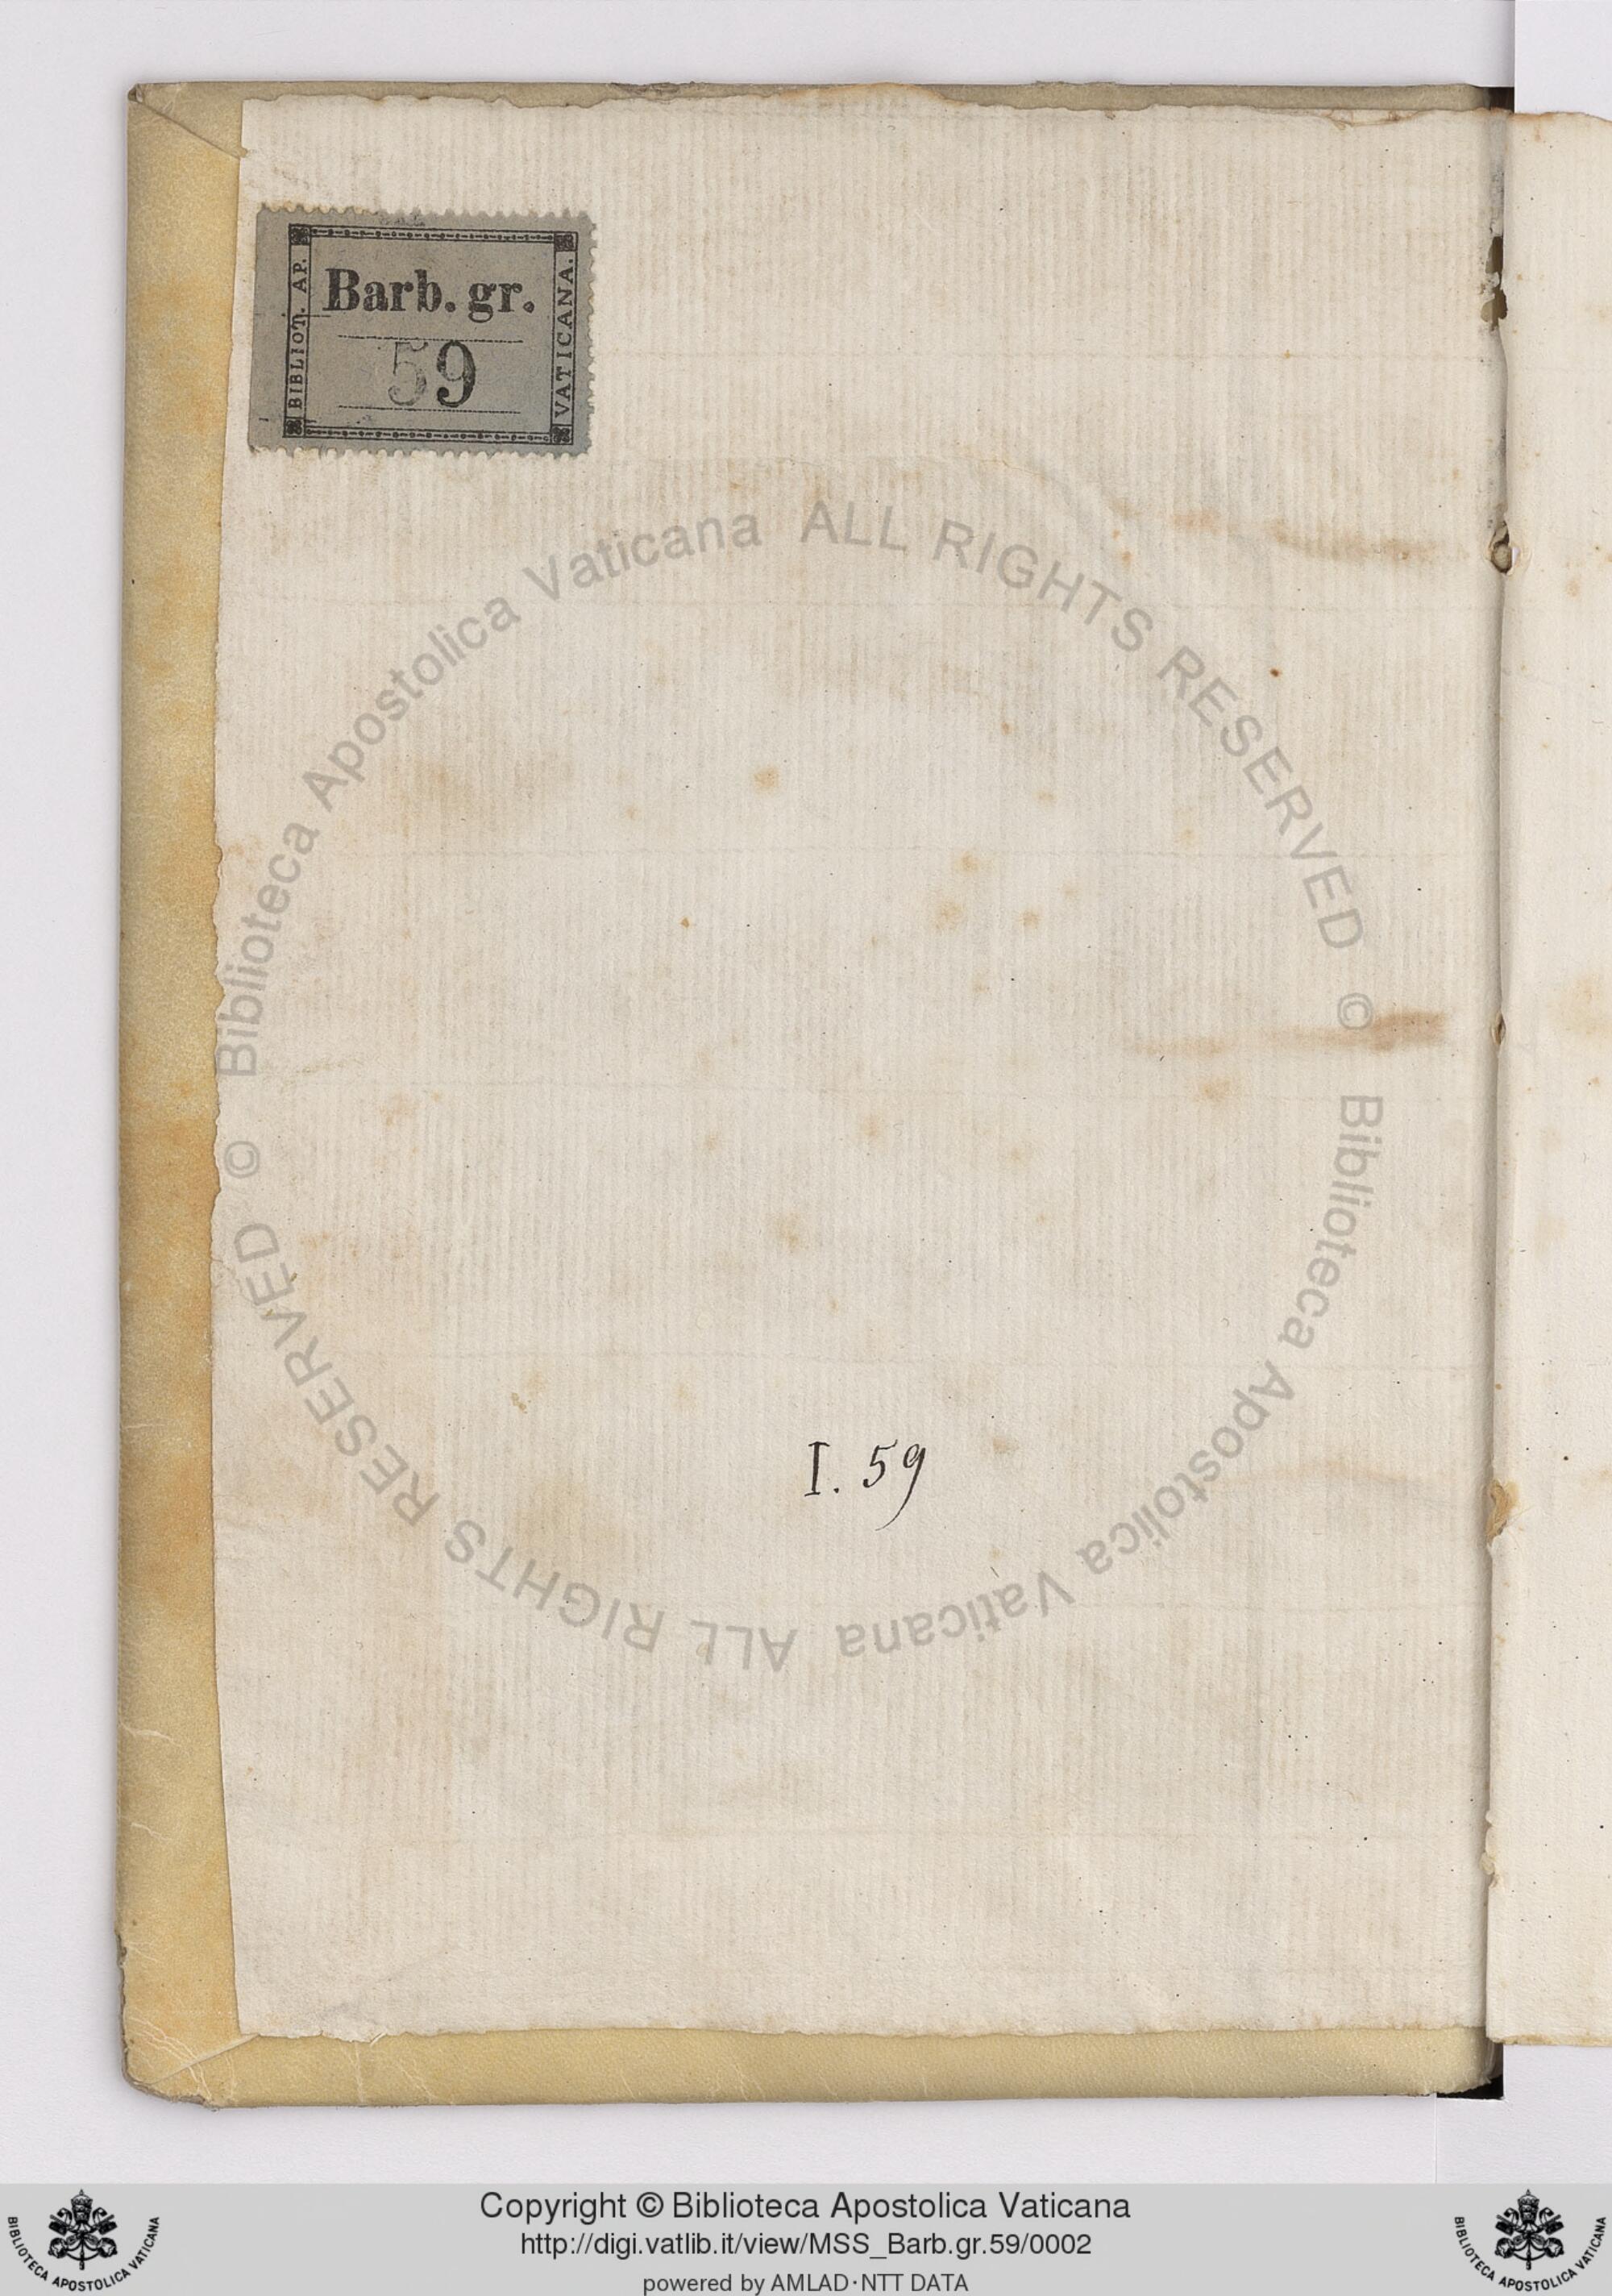 BIBLIOT. AP.
Barb. gr.
59
VATICANA.
© Biblioteca Apostolica Vaticana ALL RIGHTS RESERVED
© Biblioteca Apostolica Vaticana ALL RIGHTS RESERVED
I. 59
Copyright © Biblioteca Apostolica Vaticana
http://digi.vatlib.it/view/MSS_Barb.gr.59/0002
powered by AMLAD·NTT DATA
BIBLIOTECA APOSTOLICA VATICANA
BIBLIOTECA APOSTOLICA VATICANA